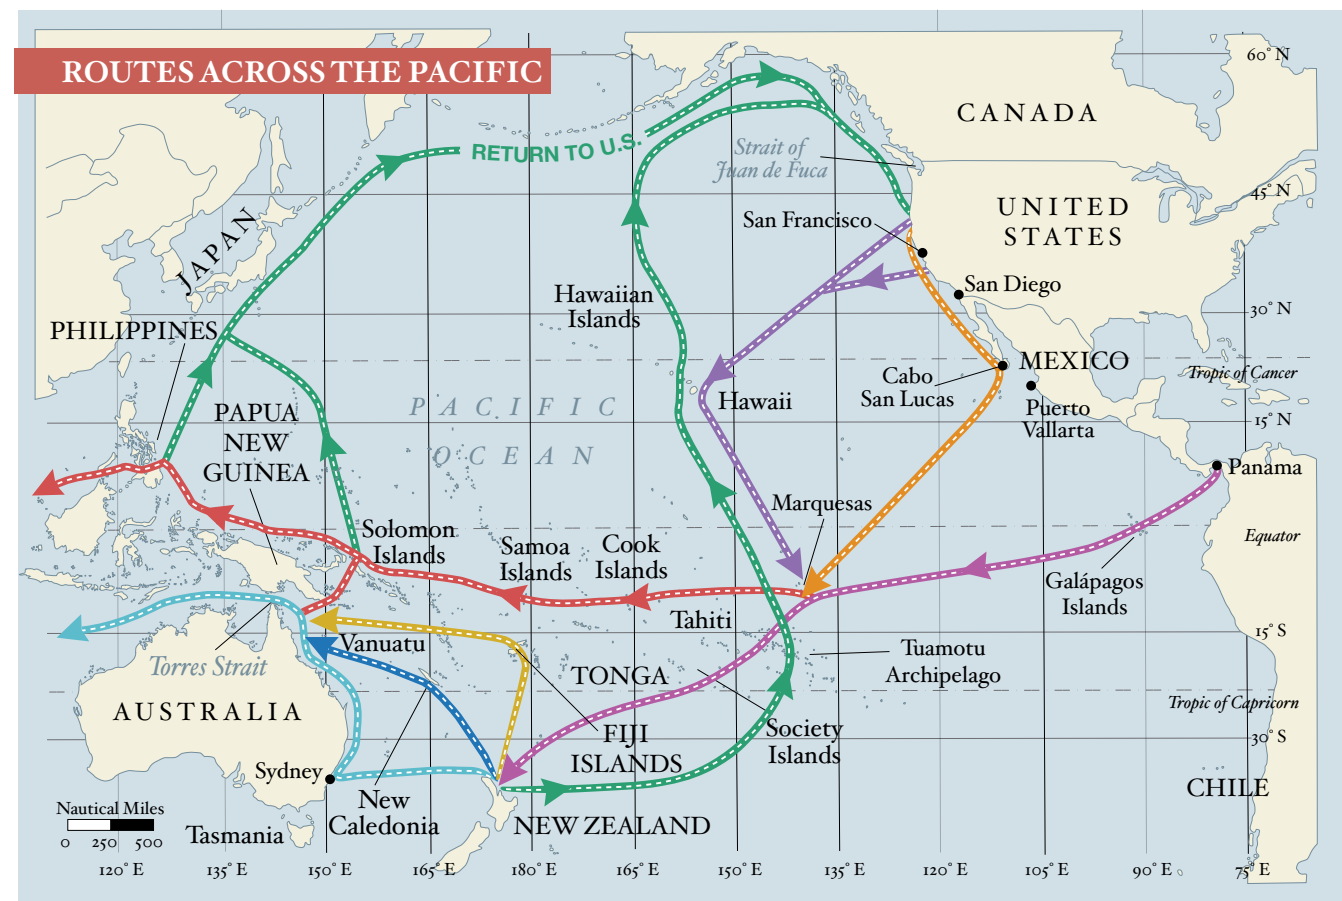 ROUTES ACROSS THE PACIFIC
60° N
CANADA
RETURN TO U.S.
Strait of
Juan de Fuca
45° N
UNITED
STATES
San Francisco
JAPAN
San Diego
Hawaiian
Islands
30° N
PHILIPPINES
MEXICO
Tropic of Cancer
Cabo
San Lucas
Hawaii
Puerto
Vallarta
15° N
PACIFIC
OCEAN
PAPUA
NEW
GUINEA
Panama
Marquesas
Solomon
Islands
Samoa
Islands
Cook
Islands
Equator
Galápagos
Islands
Tahiti
15° S
Vanuatu
Torres Strait
Tuamotu
Archipelago
TONGA
Tropic of Capricorn
AUSTRALIA
FIJI
ISLANDS
Society
Islands
30° S
Sydney
CHILE
New
Caledonia
Nautical Miles
0 250 500
Tasmania
NEW ZEALAND
120° E 135° E 150° E 165° E 180° E 165° E 150° E 135° E 120° E 105° E 90° E 75° E